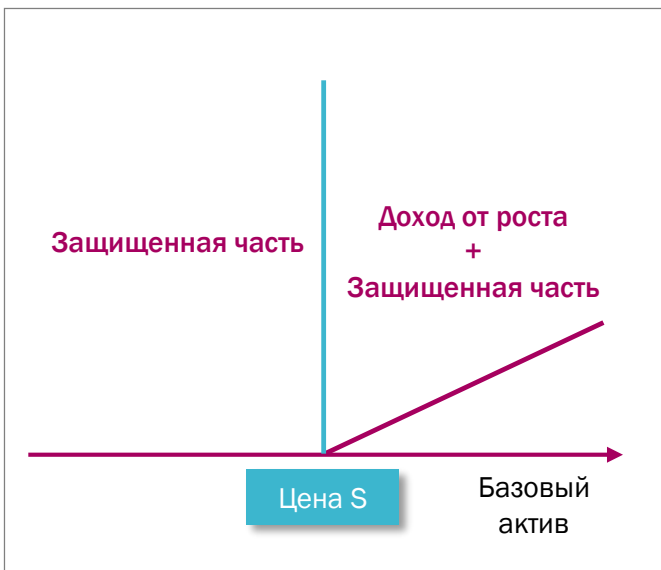 Защищенная часть
Доход от роста
+
Защищенная часть
Цена S
Базовый
актив